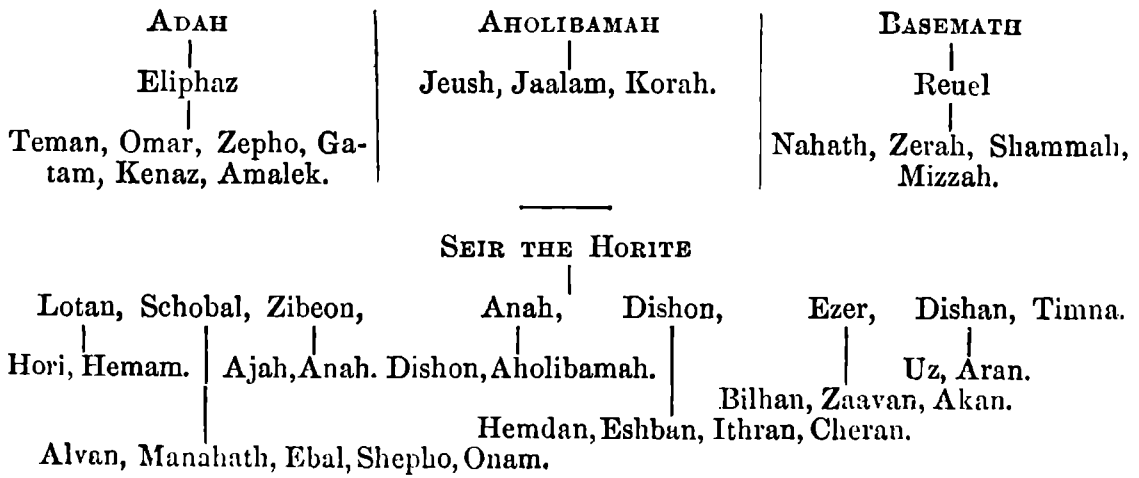 ADAH AHOLIBAMAH BASEMATH
Eliphaz Jeush, Jaalam, Korah. Reuel
Teman, Omar, Zepho, Ga-
tam, Kenaz, Amalek.
Nahath, Zerah, Shammah,
Mizzah.
SEIR THE HORITE
Lotan, Schobal, Zibeon, Anah, Dishon, Ezer, Dishan, Timna.
Hori, Hemam. Ajah, Anah. Dishon, Aholibamah. Uz, Aran.
Bilhan, Zaavan, Akan.
Hemdan, Eshban, Ithran, Cheran.
Alvan, Manahath, Ebal, Shepho, Onam.